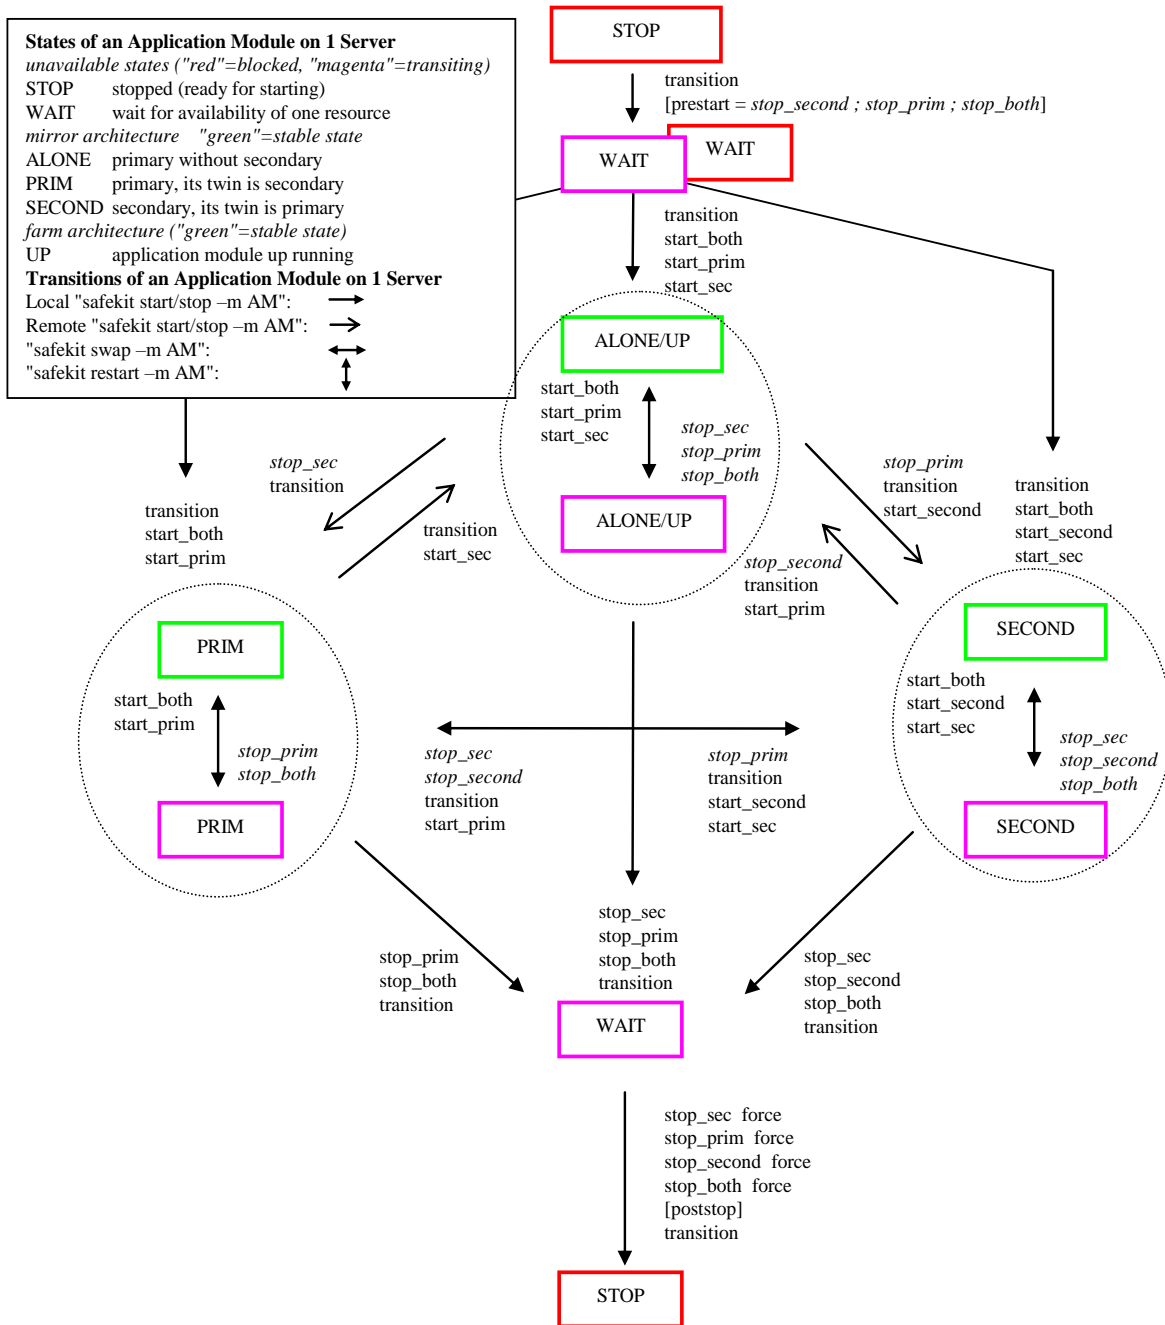 States of an Application Module on 1 Server
unavailable states ("red"=blocked, "magenta"=transiting)
STOP stopped (ready for starting)
WAIT wait for availability of one resource
mirror architecture "green"=stable state
ALONE primary without secondary
PRIM primary, its twin is secondary
SECOND secondary, its twin is primary
farm architecture ("green"=stable state)
UP application module up running
Transitions of an Application Module on 1 Server
Local "safekit start/stop –m AM":
Remote "safekit start/stop –m AM":
"safekit swap –m AM":
"safekit restart –m AM":
STOP
transition
[prestart = stop_second ; stop_prim ; stop_both]
WAIT
WAIT
transition
start_both
start_prim
start_sec
ALONE/UP
start_both
start_prim
start_sec
stop_sec
stop_prim
stop_both
ALONE/UP
stop_sec
transition
transition
start_sec
transition
start_both
start_prim
stop_prim
transition
start_second
stop_second
transition
start_prim
transition
start_both
start_second
start_sec
PRIM
start_both
start_prim
stop_prim
stop_both
PRIM
SECOND
start_both
start_second
start_sec
stop_sec
stop_second
stop_both
SECOND
stop_sec
stop_second
transition
start_prim
stop_prim
transition
start_second
start_sec
stop_prim
stop_both
transition
stop_sec
stop_prim
stop_both
transition
stop_sec
stop_second
stop_both
transition
WAIT
stop_sec force
stop_prim force
stop_second force
stop_both force
[poststop]
transition
STOP